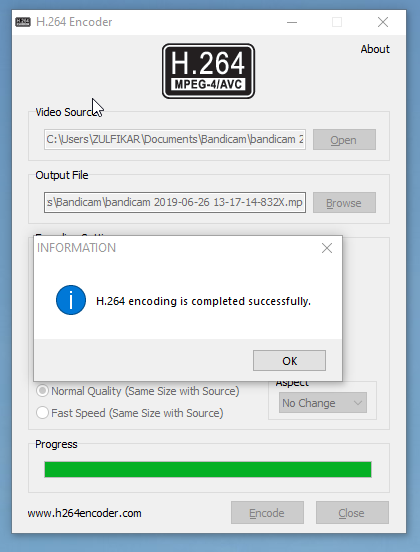 H.264 Encoder
About
H.264
MPEG-4/AVC
Video Source
C:\Users\ZULFIKAR\Documents\Bandicam\bandicam 2
Open
Output File
s\Bandicam\bandicam 2019-06-26 13-17-14-832X.mp
Browse
INFORMATION
H.264 encoding is completed successfully.
OK
Normal Quality (Same Size with Source)
Fast Speed (Same Size with Source)
Aspect
No Change
Progress
www.h264encoder.com
Encode
Close